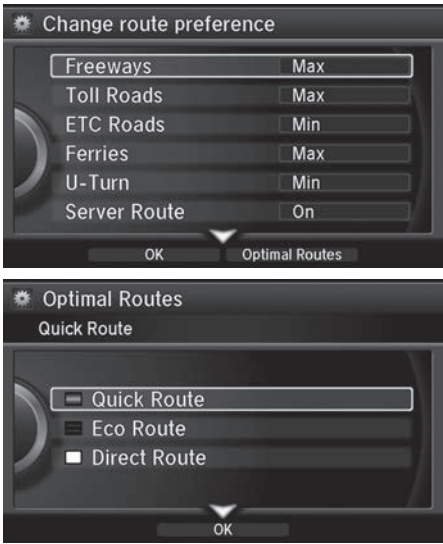 Change route preference
Freeways Max
Toll Roads Max
ETC Roads Min
Ferries Max
U-Turn Min
Server Route On
OK Optimal Routes
Optimal Routes
Quick Route
Quick Route
Eco Route
Direct Route
OK